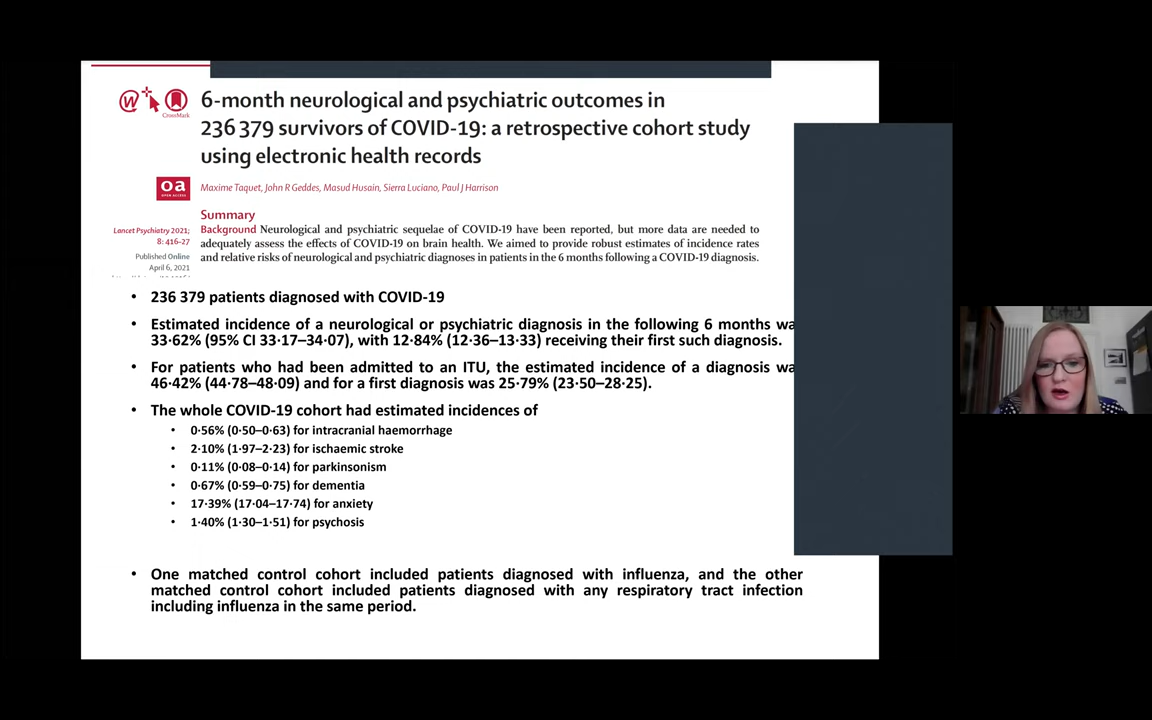 6-month neurological and psychiatric outcomes in
236 379 survivors of COVID-19: a retrospective cohort study
using electronic health records
CrossMark
oa
OPEN ACCESS
Maxime Taquet, John R Geddes, Masud Husain, Sierra Luciano, Paul J Harrison
Summary
Lancet Psychiatry 2021;
8: 416–27
Published Online
April 6, 2021
Background Neurological and psychiatric sequelae of COVID-19 have been reported, but more data are needed to
adequately assess the effects of COVID-19 on brain health. We aimed to provide robust estimates of incidence rates
and relative risks of neurological and psychiatric diagnoses in patients in the 6 months following a COVID-19 diagnosis.
• 236 379 patients diagnosed with COVID-19
• Estimated incidence of a neurological or psychiatric diagnosis in the following 6 months wa
33·62% (95% CI 33·17–34·07), with 12·84% (12·36–13·33) receiving their first such diagnosis.
• For patients who had been admitted to an ITU, the estimated incidence of a diagnosis wa
46·42% (44·78–48·09) and for a first diagnosis was 25·79% (23·50–28·25).
• The whole COVID-19 cohort had estimated incidences of
• 0·56% (0·50–0·63) for intracranial haemorrhage
• 2·10% (1·97–2·23) for ischaemic stroke
• 0·11% (0·08–0·14) for parkinsonism
• 0·67% (0·59–0·75) for dementia
• 17·39% (17·04–17·74) for anxiety
• 1·40% (1·30–1·51) for psychosis
• One matched control cohort included patients diagnosed with influenza, and the other
matched control cohort included patients diagnosed with any respiratory tract infection
including influenza in the same period.